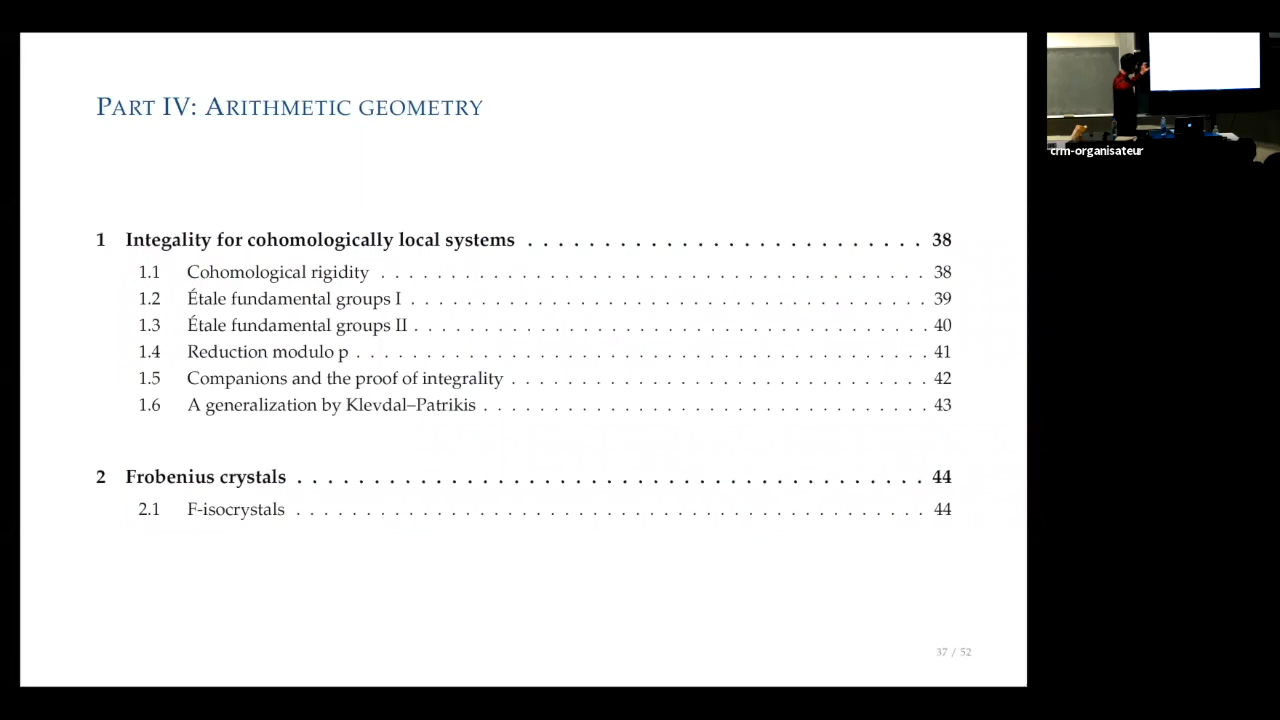 PART IV: ARITHMETIC GEOMETRY
1 Integality for cohomologically local systems . . . . . . . . . . . . . . . . . . . . . . . . . . . 38
1.1 Cohomological rigidity . . . . . . . . . . . . . . . . . . . . . . . . . . . . . . . 38
1.2 Étale fundamental groups I . . . . . . . . . . . . . . . . . . . . . . . . . . . . . 39
1.3 Étale fundamental groups II . . . . . . . . . . . . . . . . . . . . . . . . . . . . . 40
1.4 Reduction modulo p . . . . . . . . . . . . . . . . . . . . . . . . . . . . . . . . 41
1.5 Companions and the proof of integrality . . . . . . . . . . . . . . . . . . . . . . . 42
1.6 A generalization by Klevdal–Patrikis . . . . . . . . . . . . . . . . . . . . . . . . . 43
2 Frobenius crystals . . . . . . . . . . . . . . . . . . . . . . . . . . . . . . . . . . . . . . 44
2.1 F-isocrystals . . . . . . . . . . . . . . . . . . . . . . . . . . . . . . . . . . . . 44
37 / 52
crm-organisateur